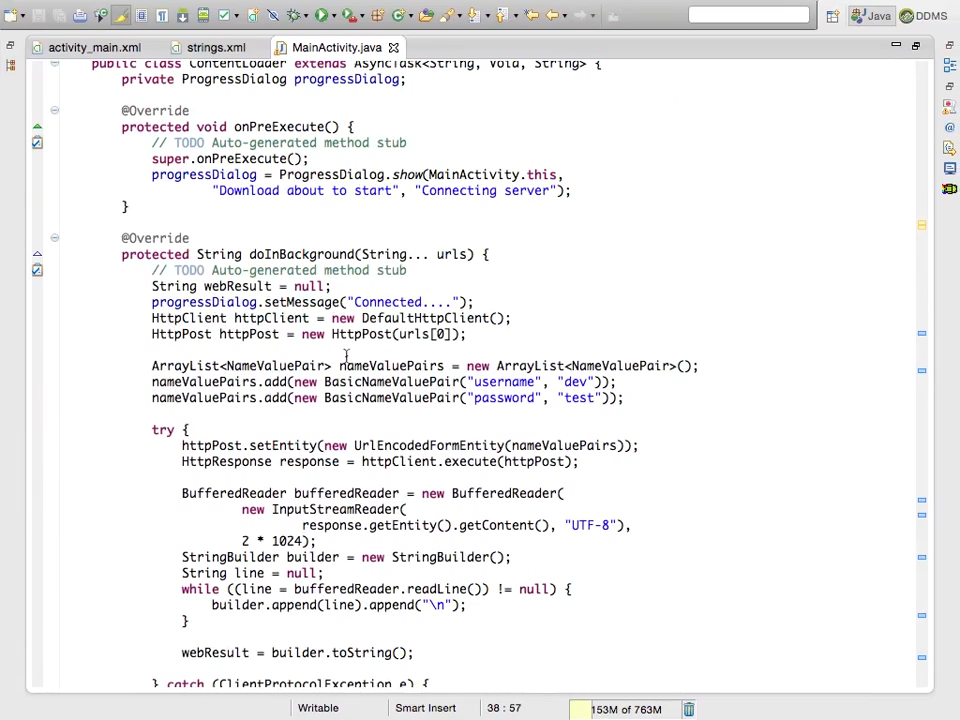 Java
DDMS
activity_main.xml
strings.xml
MainActivity.java
public class ContentLoader extends AsyncTask<String, Void, String> {
private ProgressDialog progressDialog;
@Override
protected void onPreExecute() {
// TODO Auto-generated method stub
super.onPreExecute();
progressDialog = ProgressDialog.show(MainActivity.this,
"Download about to start", "Connecting server");
}
@Override
protected String doInBackground(String... urls) {
// TODO Auto-generated method stub
String webResult = null;
progressDialog.setMessage("Connected....");
HttpClient httpClient = new DefaultHttpClient();
HttpPost httpPost = new HttpPost(urls[0]);
ArrayList<NameValuePair> nameValuePairs = new ArrayList<NameValuePair>();
nameValuePairs.add(new BasicNameValuePair("username", "dev"));
nameValuePairs.add(new BasicNameValuePair("password", "test"));
try {
httpPost.setEntity(new UrlEncodedFormEntity(nameValuePairs));
HttpResponse response = httpClient.execute(httpPost);
BufferedReader bufferedReader = new BufferedReader(
new InputStreamReader(
response.getEntity().getContent(), "UTF-8"),
2 * 1024);
StringBuilder builder = new StringBuilder();
String line = null;
while ((line = bufferedReader.readLine()) != null) {
builder.append(line).append("\n");
}
webResult = builder.toString();
} catch (ClientProtocolException e) {
Writable
Smart Insert
38 : 57
153M of 763M